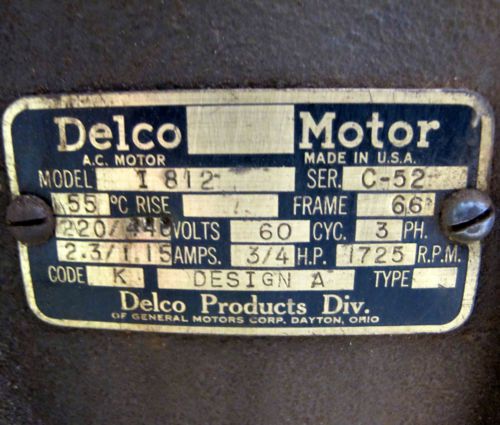 Delco Motor
A.C. MOTOR MADE IN U.S.A.
MODEL I 812 SER. C-52
55 °C RISE FRAME 66
220/440 VOLTS 60 CYC. 3 PH.
2.3/1.15 AMPS. 3/4 H.P. 1725 R.P.M.
CODE K DESIGN A TYPE
Delco Products Div.
OF GENERAL MOTORS CORP. DAYTON, OHIO